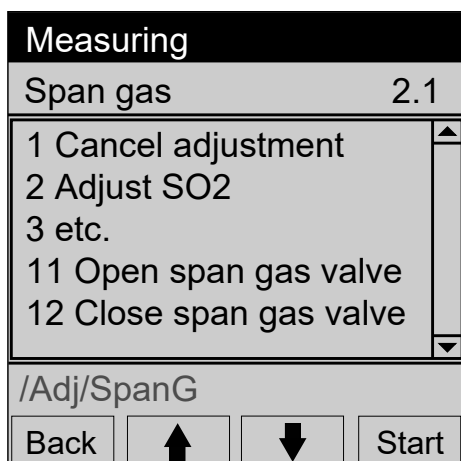 Measuring
Span gas 2.1
1 Cancel adjustment
2 Adjust SO2
3 etc.
11 Open span gas valve
12 Close span gas valve
/Adj/SpanG
Back Start